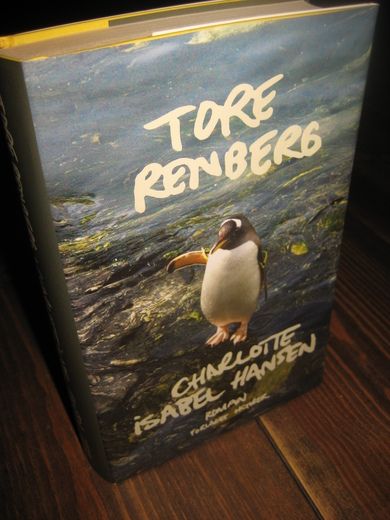 TORE
RENBERG
CHARLOTTE
ISABEL HANSEN
ROMAN
FORLAGET OKTOBER